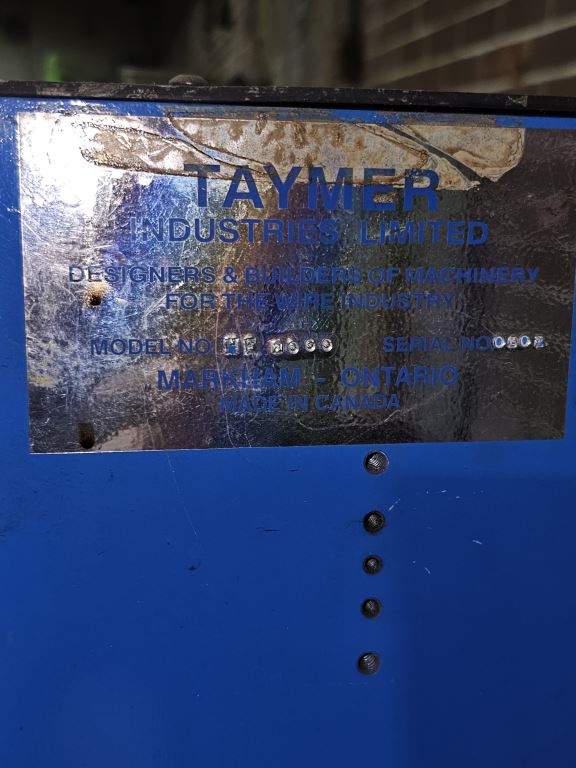 TAYMER
INDUSTRIES LIMITED
DESIGNERS & BUILDERS OF MACHINERY
FOR THE WIRE INDUSTRY
MODEL NO. SERIAL NO.
MARKHAM - ONTARIO
MADE IN CANADA